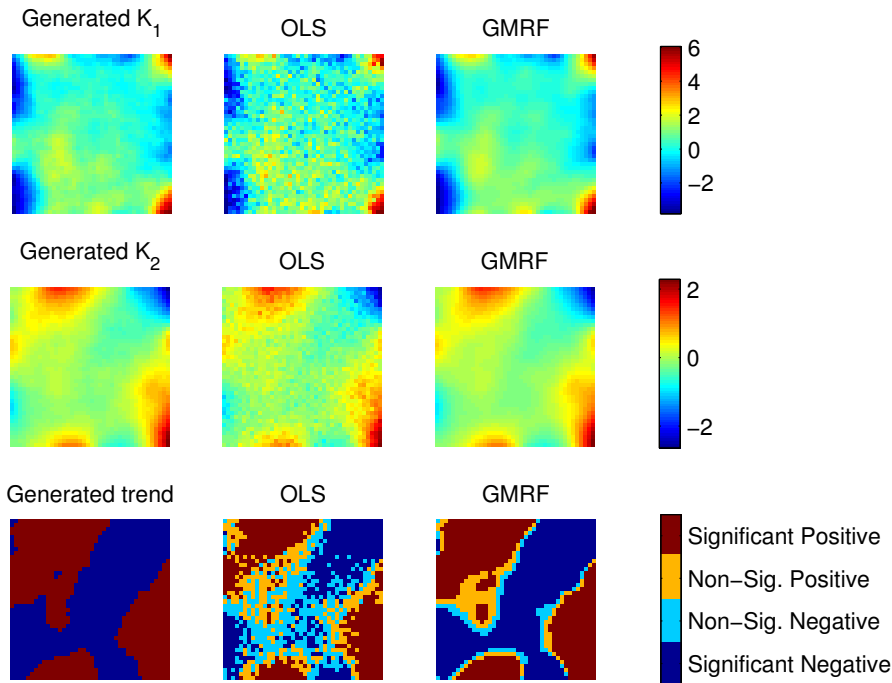 Generated K1 OLS GMRF
6
4
2
0
−2
Generated K2 OLS GMRF
2
0
−2
Generated trend OLS GMRF
Significant Positive
Non−Sig. Positive
Non−Sig. Negative
Significant Negative